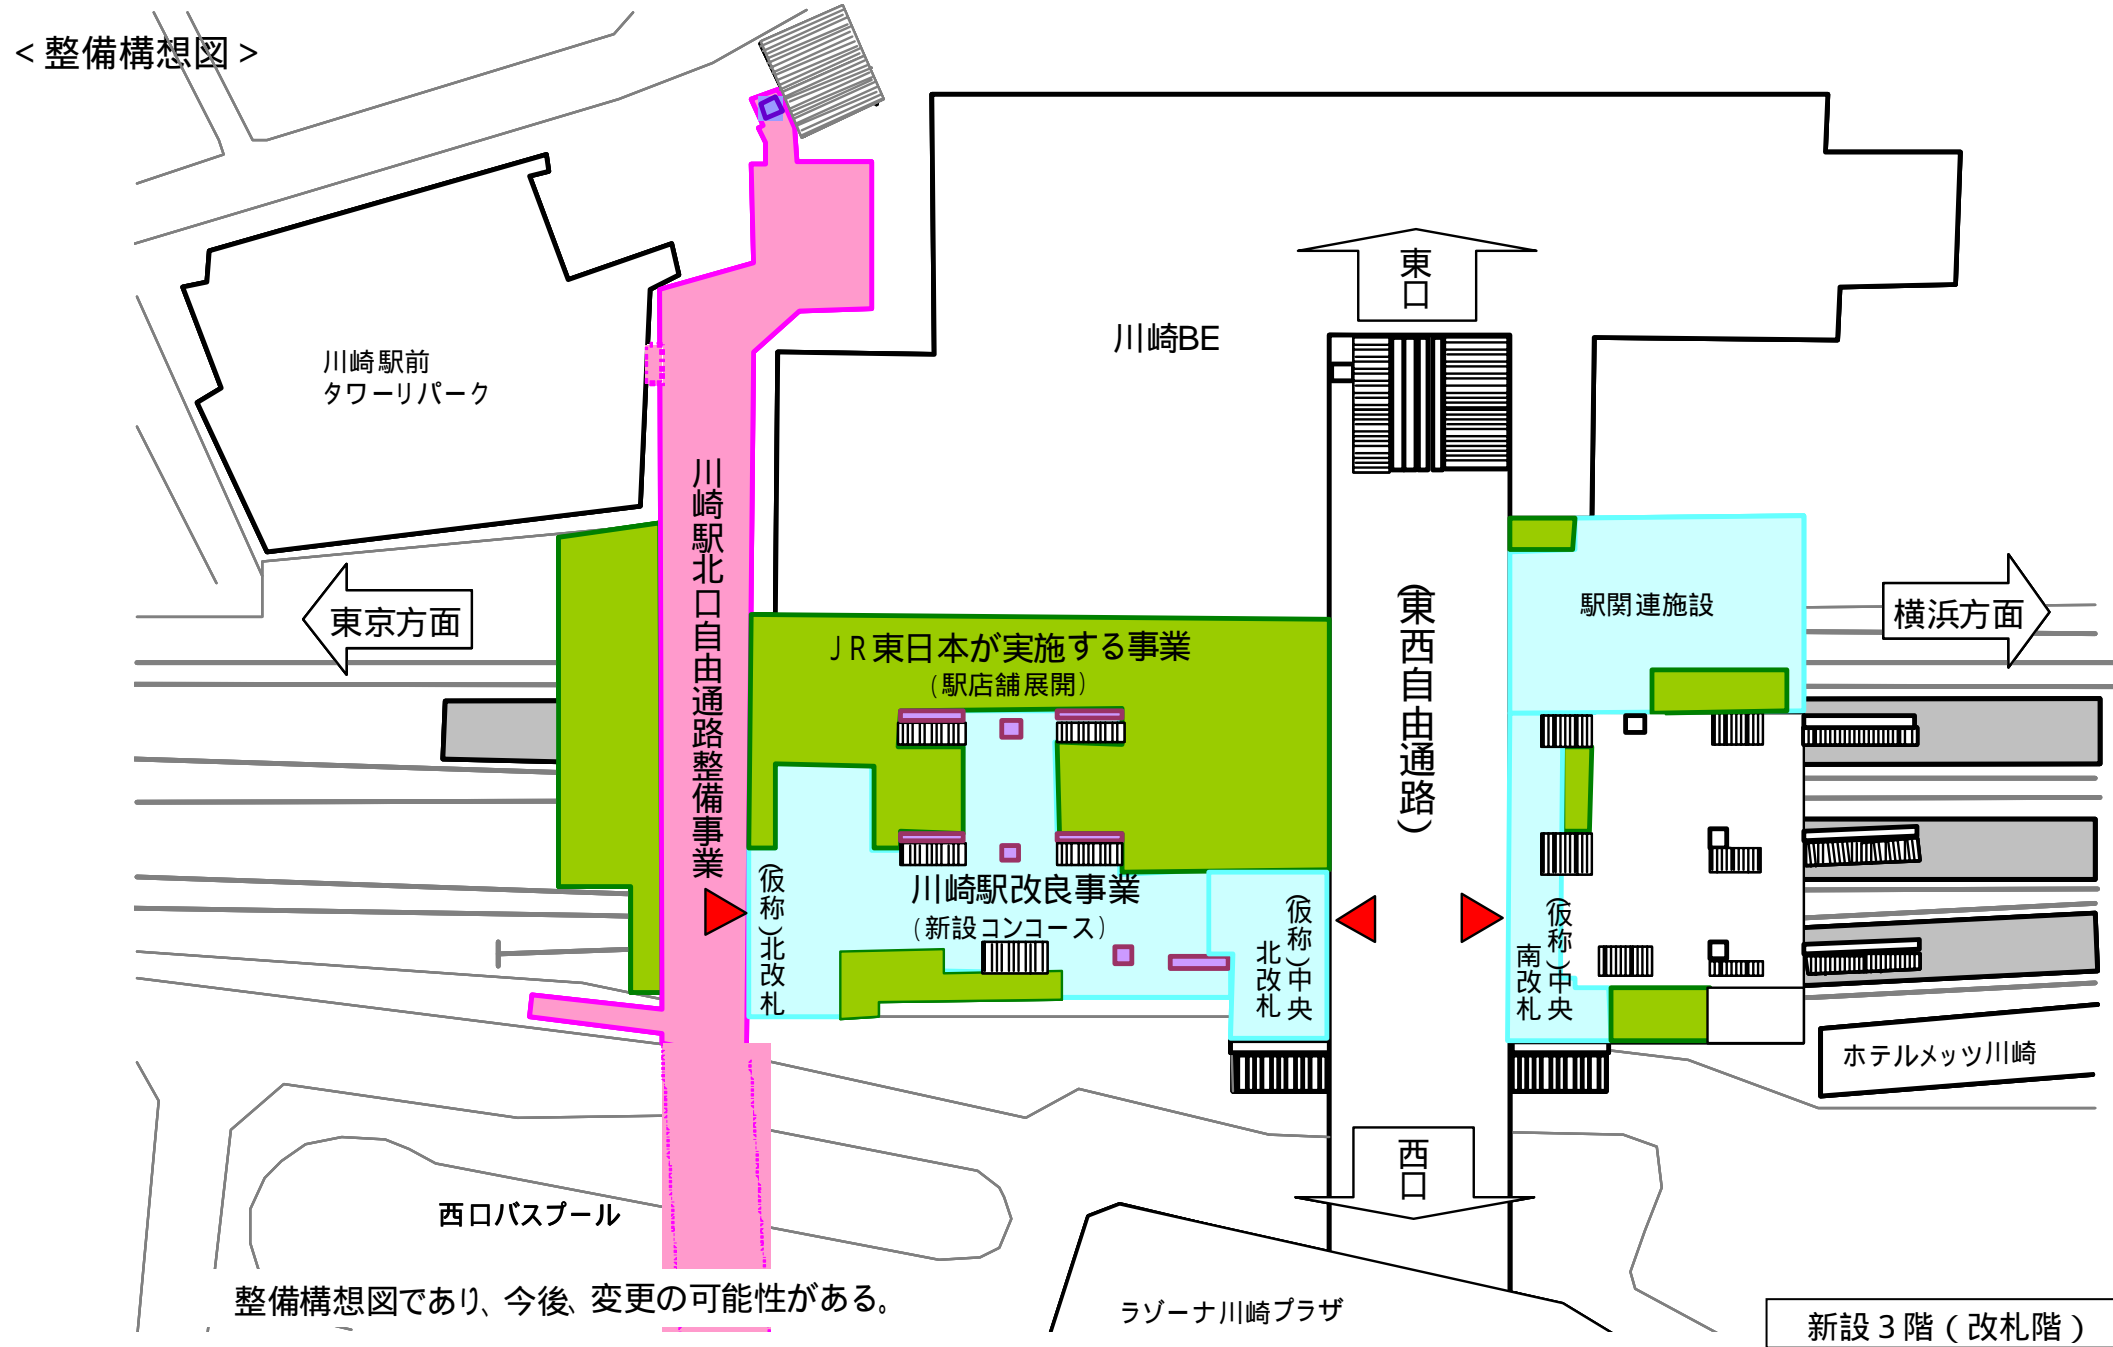 <整備構想図>
東口
川崎BE
川崎駅前
タワーリパーク
川崎駅北口自由通路整備事業
東京方面
(東西自由通路)
駅関連施設
横浜方面
JR東日本が実施する事業
(駅店舗展開)
川崎駅改良事業
(新設コンコース)
(仮称)北改札
(仮称)中央
北改札
(仮称)中央
南改札
ホテルメッツ川崎
西口
西口バスプール
整備構想図であり、今後、変更の可能性がある。
ラゾーナ川崎プラザ
新設3階(改札階)